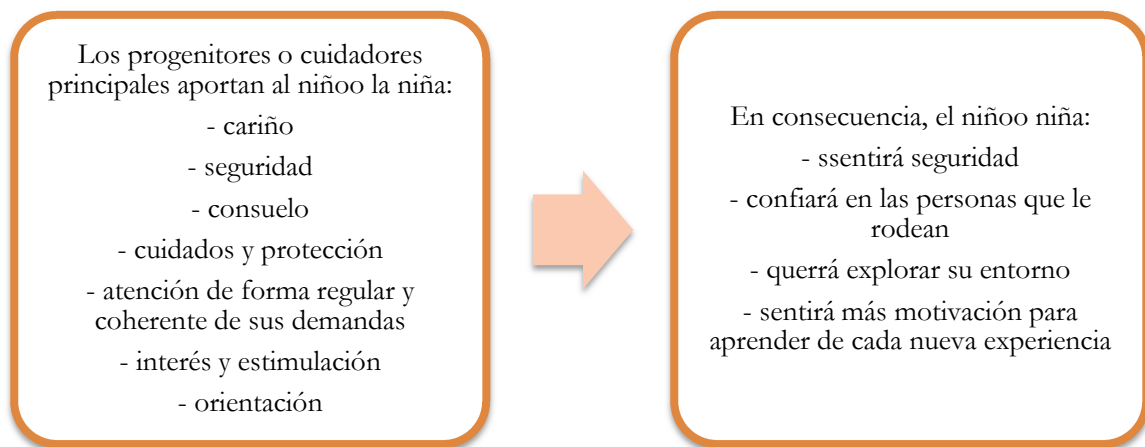 Los progenitores o cuidadores
principales aportan al niñoo la niña:
- cariño
- seguridad
- consuelo
- cuidados y protección
- atención de forma regular y
coherente de sus demandas
- interés y estimulación
- orientación
En consecuencia, el niñoo niña:
- ssentirá seguridad
- confiará en las personas que le
rodean
- querrá explorar su entorno
- sentirá más motivación para
aprender de cada nueva experiencia